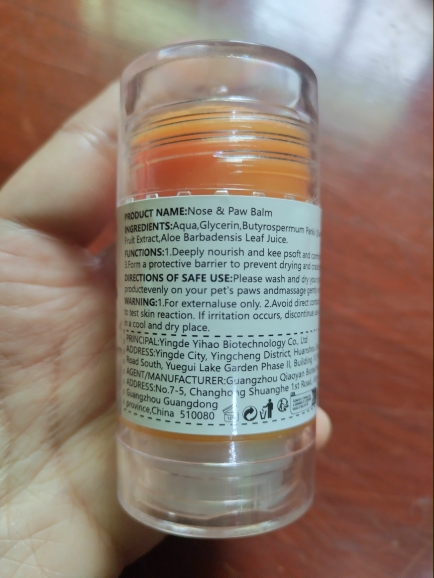 PRODUCT NAME:Nose & Paw Balm
INGREDIENTS:Aqua,Glycerin,Butyrospermum Parkii
Fruit Extract,Aloe Barbadensis Leaf Juice.
FUNCTIONS:1.Deeply nourish and kee psoft and
.Form a protective barrier to prevent drying and
DIRECTIONS OF SAFE USE:Please wash and dry your
productevenly on your pet's paws andmassage
WARNING:1.For externaluse only. 2.Avoid direct
to test skin reaction. If irritation occurs, discontinue
in a cool and dry place.
PRINCIPAL:Yingde Yihao Biotechnology Co., Ltd
ADDRESS:Yingde City, Yingcheng District,
Road South, Yuegui Lake Garden Phase II, Building
AGENT/MANUFACTURER:Guangzhou Qiaoyan
ADDRESS:No.7-5, Changhong Shuanghe 1st Road,
Guangzhou Guangdong
province,China 510080